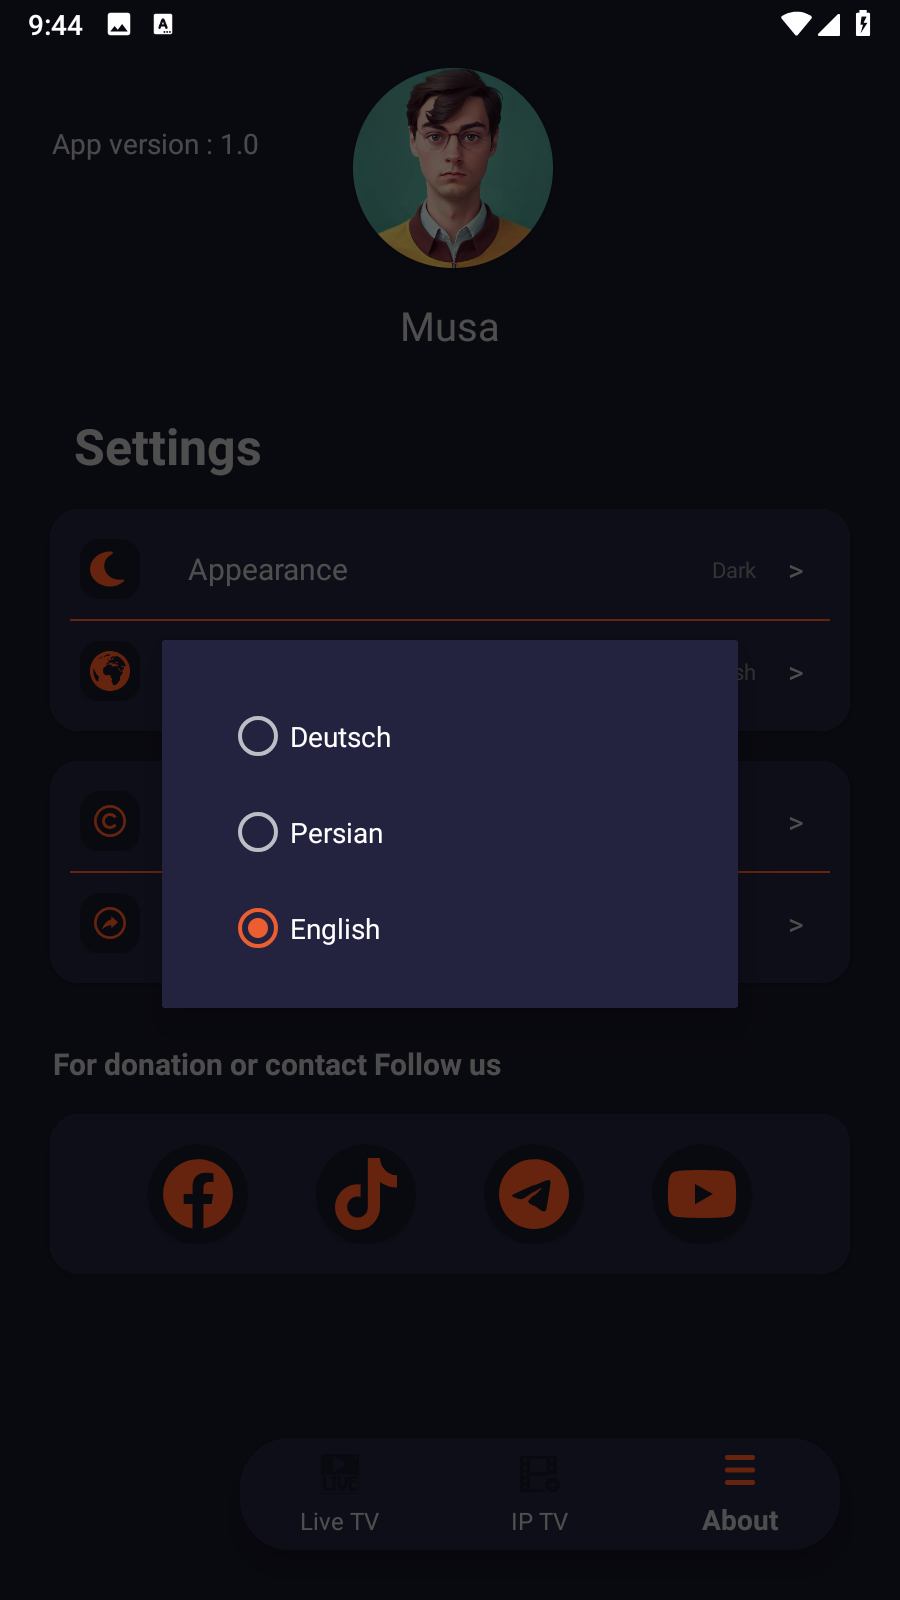 9:44
App version : 1.0
Musa
Settings
Appearance
Dark
>
>
Deutsch
Persian
English
>
>
For donation or contact Follow us
LIVE
Live TV
IP TV
About